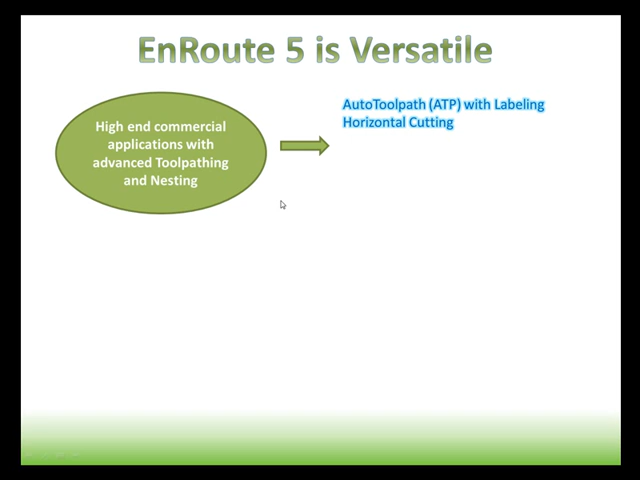 EnRoute 5 is Versatile
High end commercial
applications with
advanced Toolpathing
and Nesting
AutoToolpath (ATP) with Labeling
Horizontal Cutting